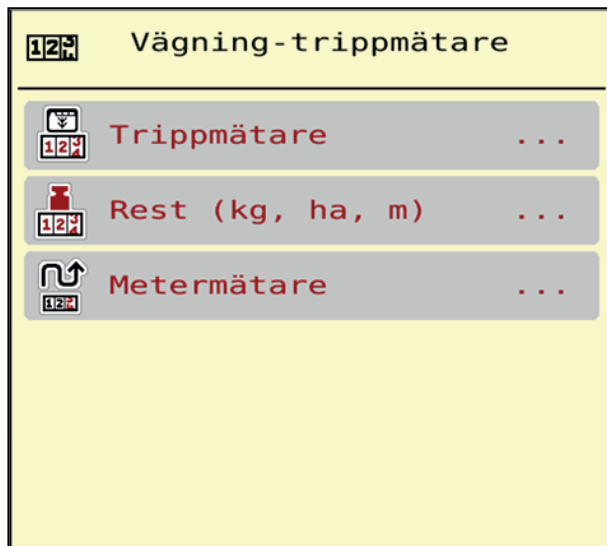 Vägning-trippmätare
Trippmätare ...
Rest (kg, ha, m) ...
Metermätare ...